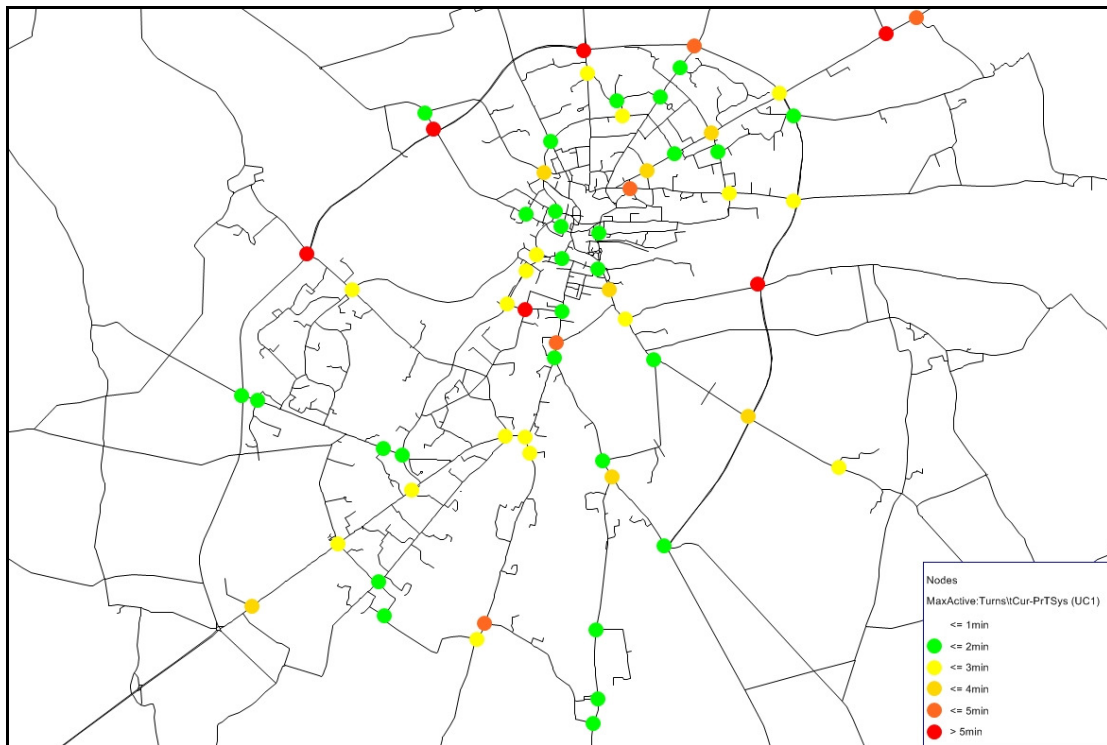 Nodes
MaxActive:Turns\tCur-PrTSys (UC1)
<= 1min
<= 2min
<= 3min
<= 4min
<= 5min
> 5min